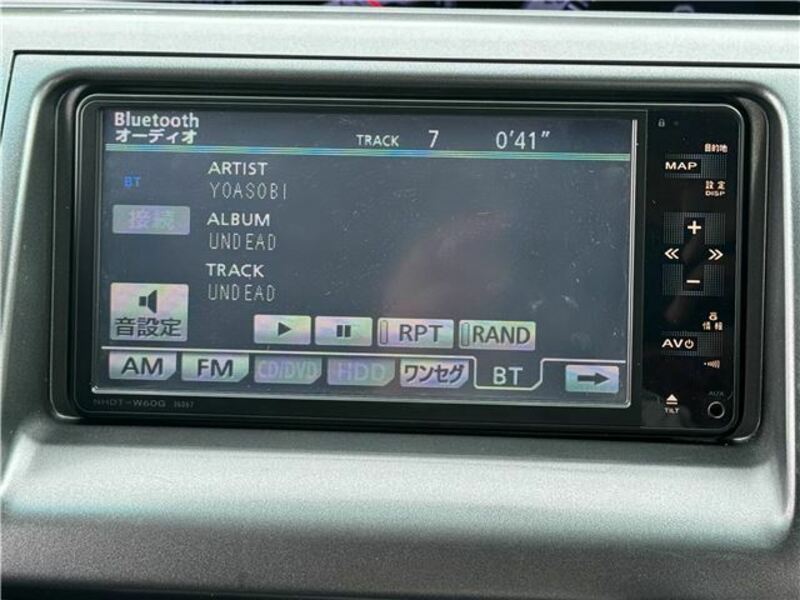 Bluetooth
オーディオ
TRACK 7 0'41"
ARTIST
BT
YOASOBI
接続
ALBUM
UNDEAD
TRACK
UNDEAD
音設定
RPT
RAND
AM
FM
CD/DVD
HDD
ワンセグ
BT
目的地
MAP
設定
DISP
+
−
情報
AV
TILT
AUX
NHDT-W60G